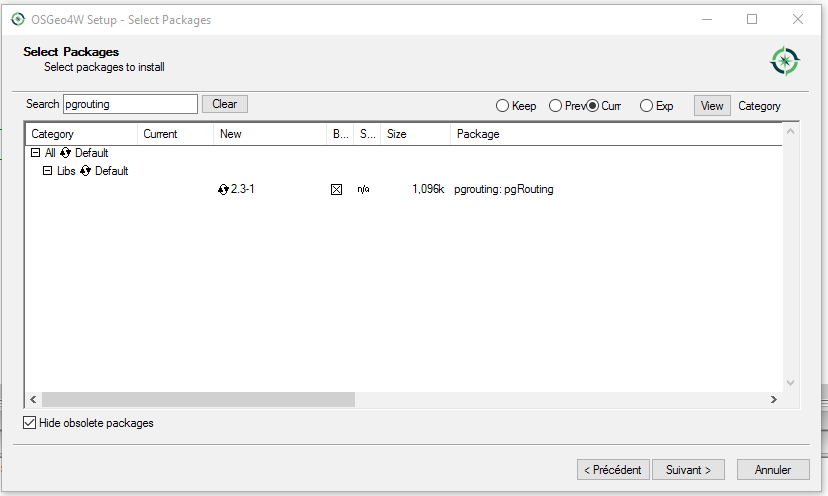 OSGeo4W Setup - Select Packages
Select Packages
Select packages to install
Search pgrouting Clear Keep Prev Curr Exp View Category
Category Current New B... S... Size Package
All Default
Libs Default
2.3-1 n/a 1,096k pgrouting: pgRouting
Hide obsolete packages
< Précédent Suivant > Annuler